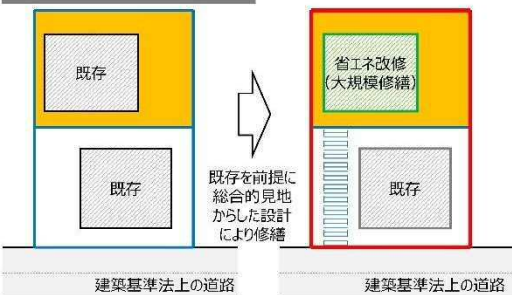 既存
既存
既存を前提に
総合的見地
からした設計
により修繕
建築基準法上の道路
省エネ改修
(大規模修繕)
既存
建築基準法上の道路